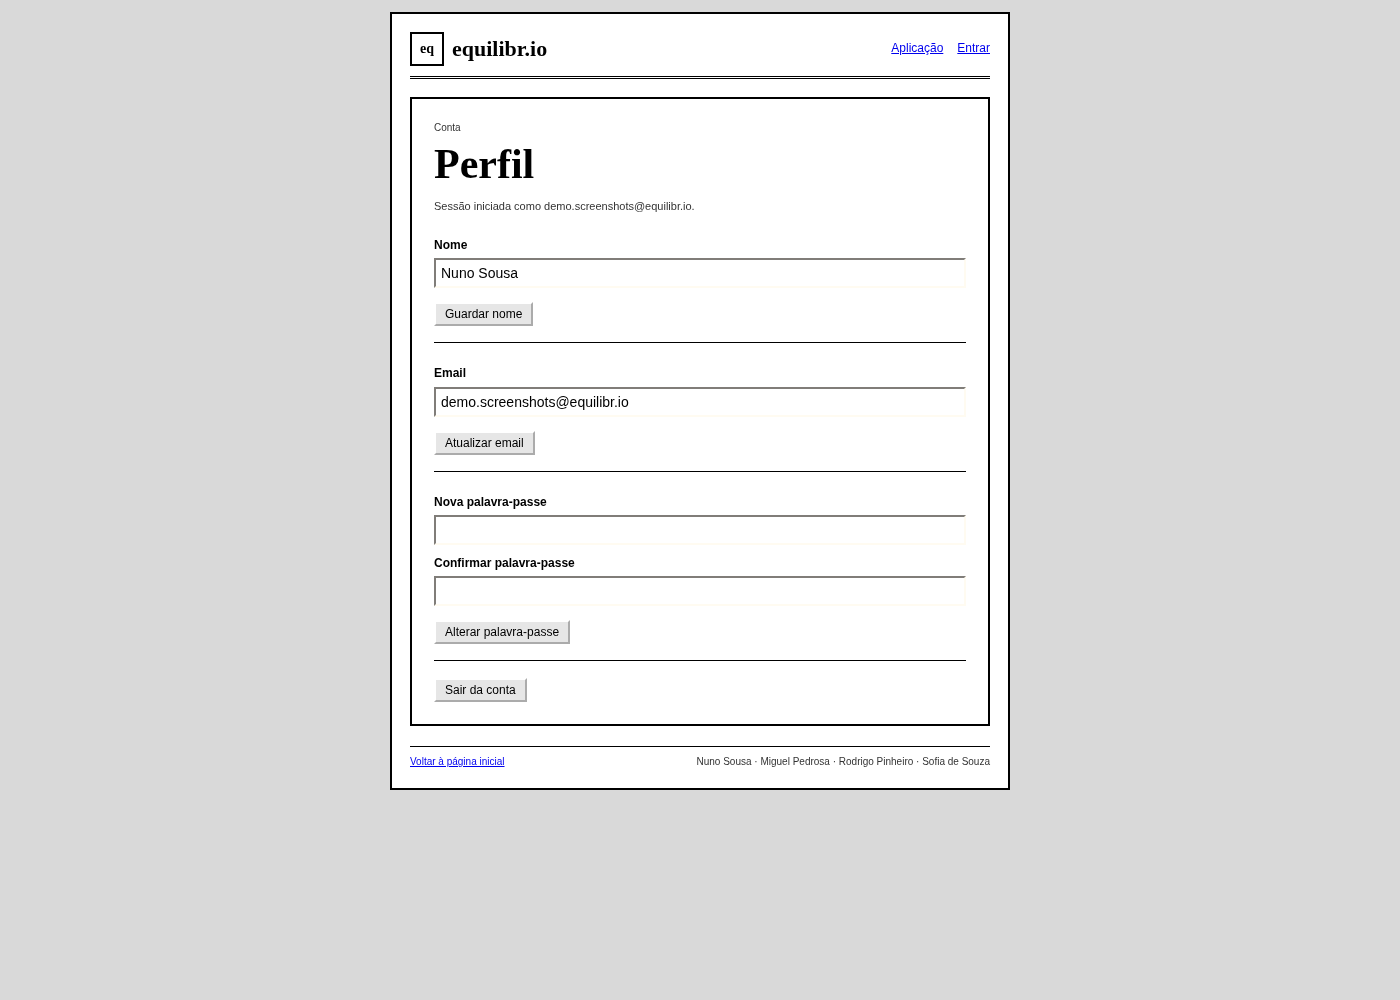 eq equilibr.io
Aplicação Entrar
Conta
Perfil
Sessão iniciada como demo.screenshots@equilibr.io.
Nome
Nuno Sousa
Guardar nome
Email
demo.screenshots@equilibr.io
Atualizar email
Nova palavra-passe
Confirmar palavra-passe
Alterar palavra-passe
Sair da conta
Voltar à página inicial
Nuno Sousa · Miguel Pedrosa · Rodrigo Pinheiro · Sofia de Souza